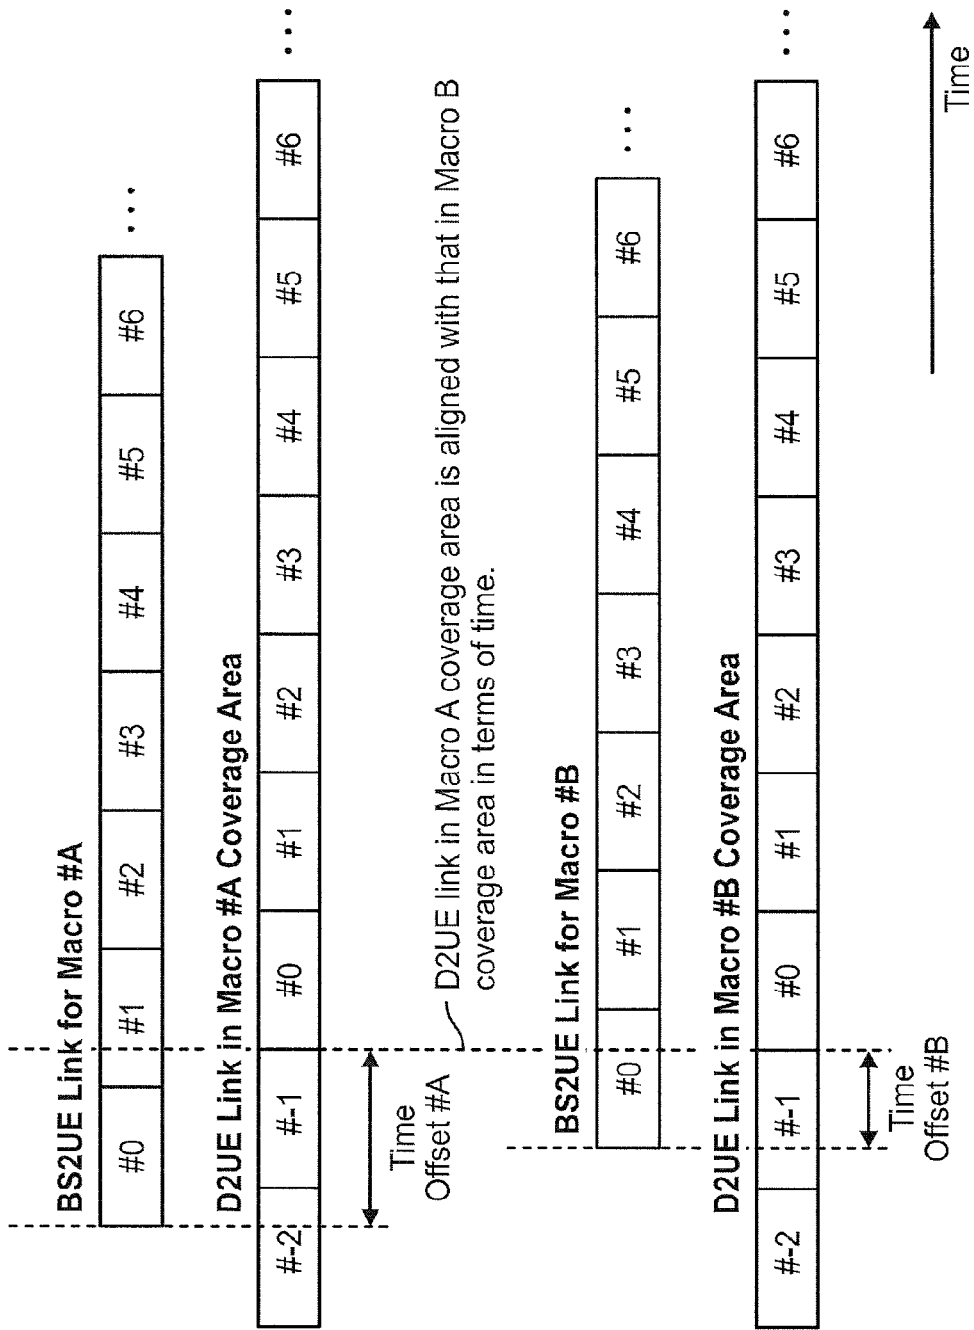 BS2UE Link for Macro #A
#0 #1 #2 #3 #4 #5 #6 ...
D2UE Link in Macro #A Coverage Area
#-2 #-1 #0 #1 #2 #3 #4 #5 #6 ...
Time
Offset #A
D2UE link in Macro A coverage area is aligned with that in Macro B
coverage area in terms of time.
BS2UE Link for Macro #B
#0 #1 #2 #3 #4 #5 #6 ...
D2UE Link in Macro #B Coverage Area
#-2 #-1 #0 #1 #2 #3 #4 #5 #6 ...
Time
Offset #B
Time